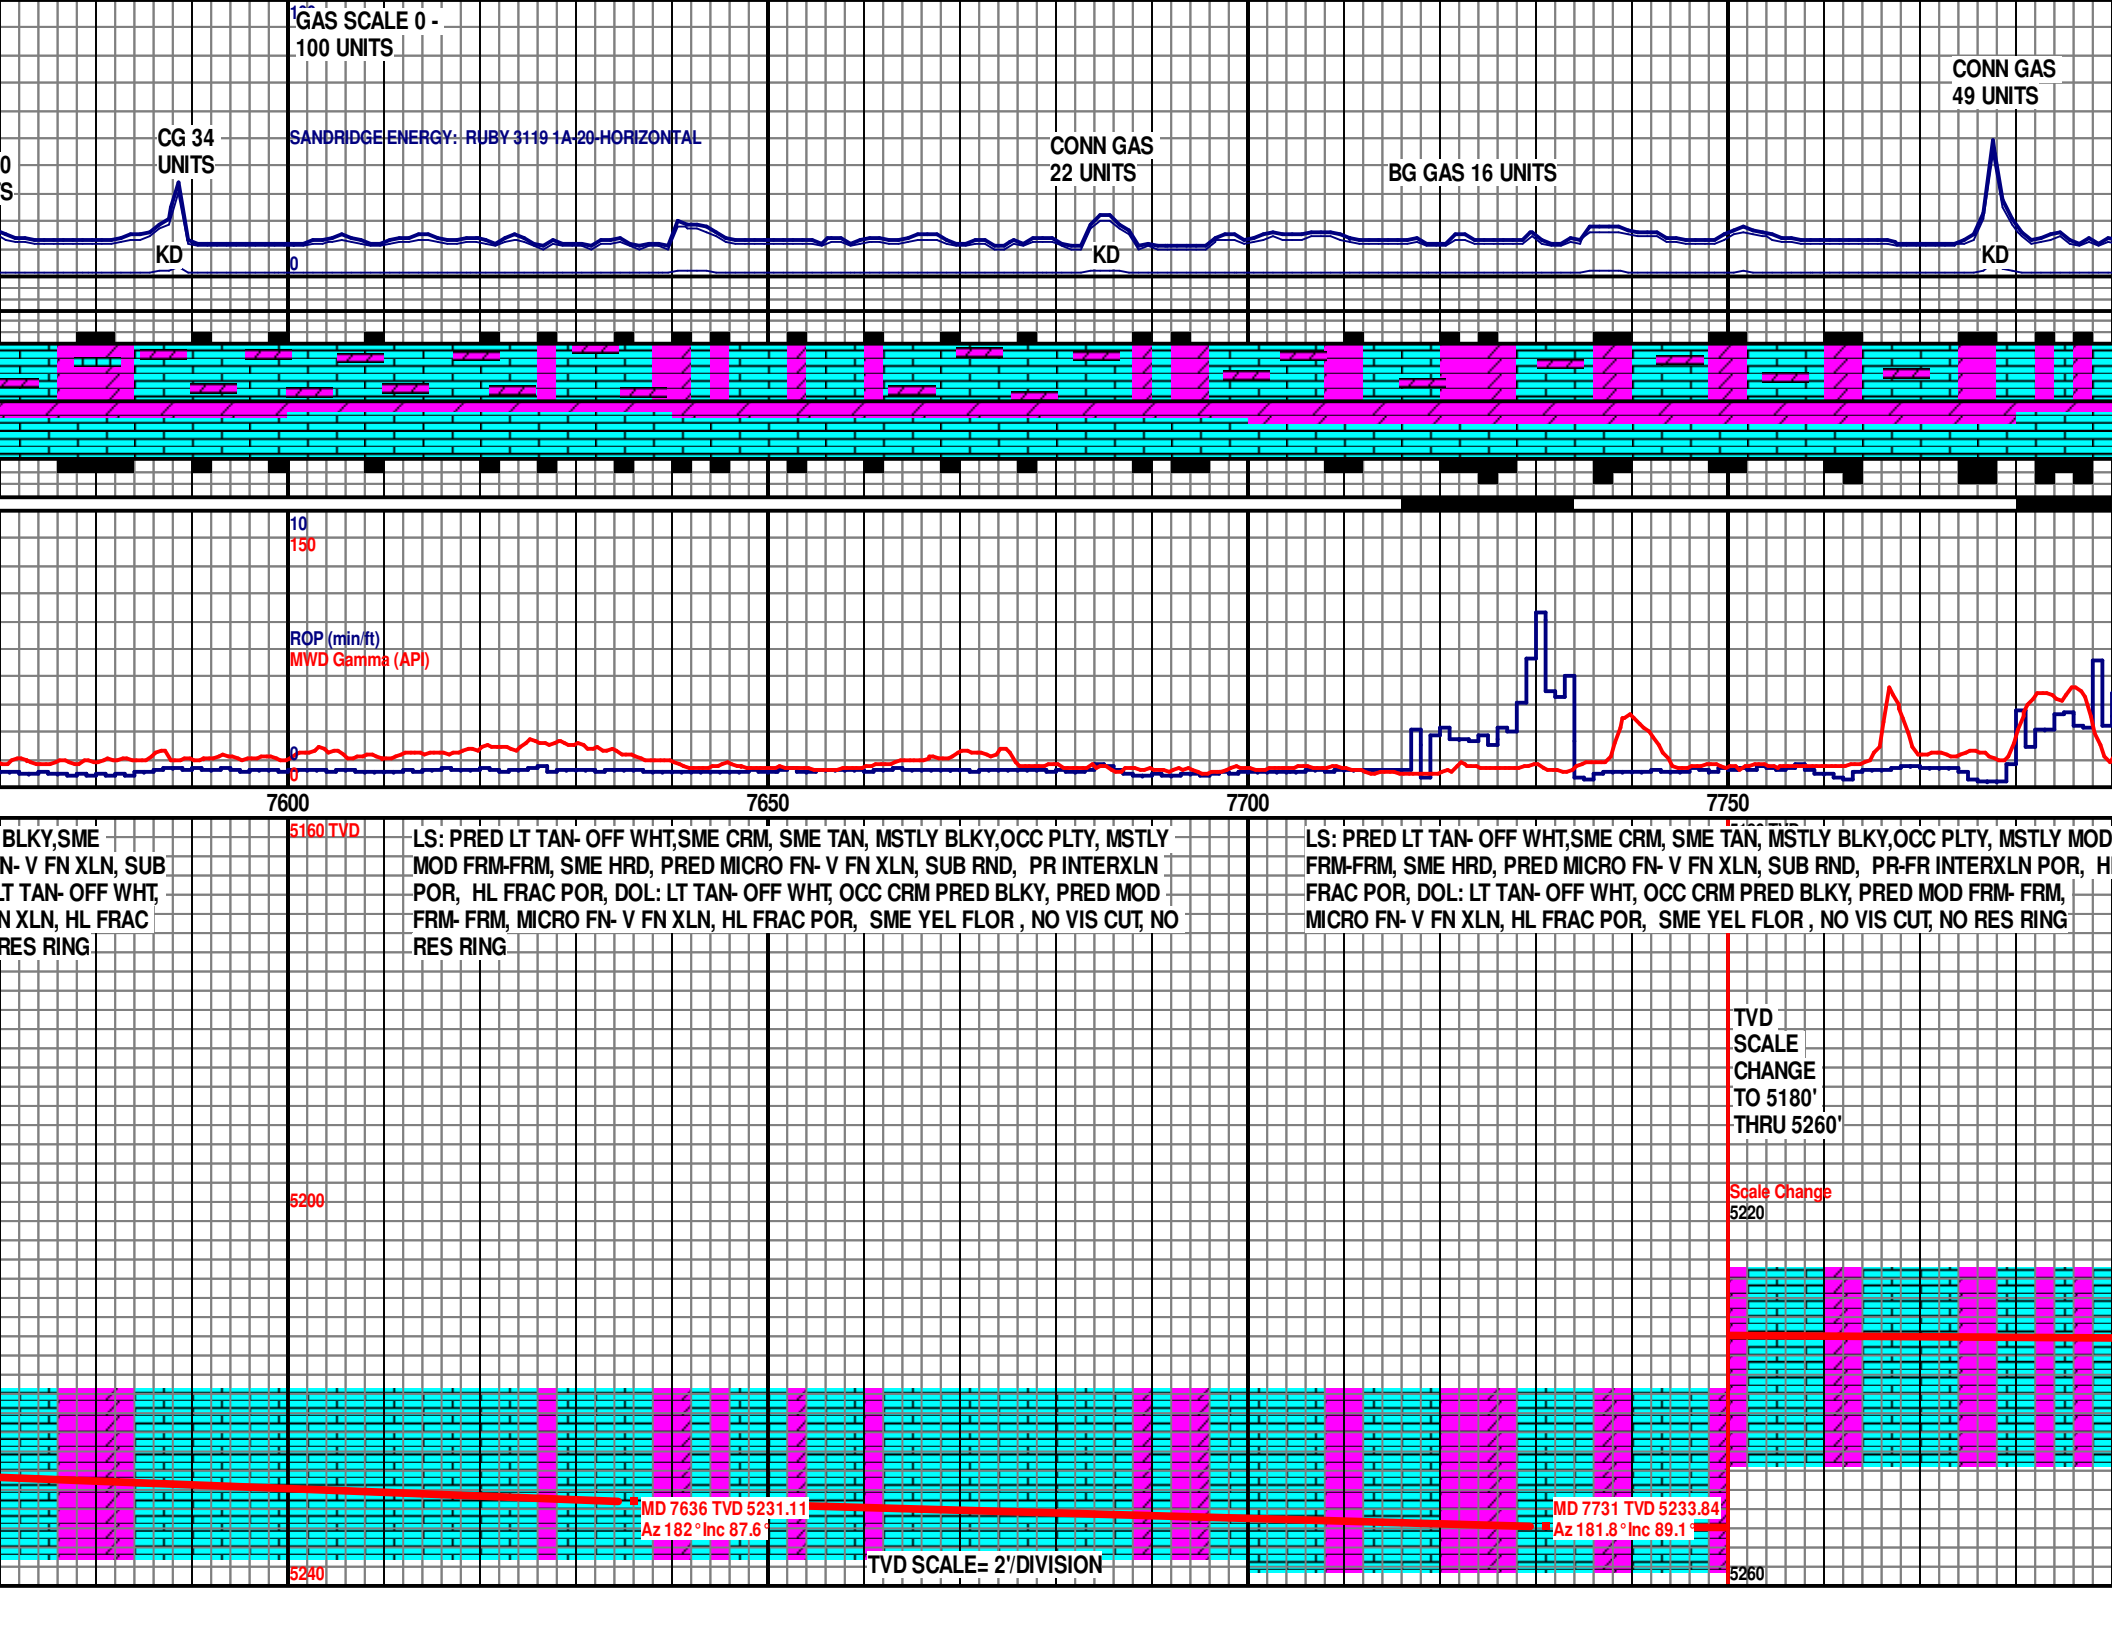 100
GAS SCALE 0 -
100 UNITS
CONN GAS
49 UNITS
CG 34
UNITS
SANDRIDGE ENERGY: RUBY 3119 1A-20-HORIZONTAL
CONN GAS
22 UNITS
BG GAS 16 UNITS
0
S
KD
0
KD
KD
10
150
ROP (min/ft)
MWD Gamma (API)
0
0
7600
7650
7700
7750
5160 TVD
BLKY,SME
N- V FN XLN, SUB
LT TAN- OFF WHT,
N XLN, HL FRAC
RES RING
LS: PRED LT TAN- OFF WHT,SME CRM, SME TAN, MSTLY BLKY,OCC PLTY, MSTLY
MOD FRM-FRM, SME HRD, PRED MICRO FN- V FN XLN, SUB RND, PR INTERXLN
POR, HL FRAC POR, DOL: LT TAN- OFF WHT, OCC CRM PRED BLKY, PRED MOD
FRM- FRM, MICRO FN- V FN XLN, HL FRAC POR, SME YEL FLOR , NO VIS CUT, NO
RES RING
LS: PRED LT TAN- OFF WHT,SME CRM, SME TAN, MSTLY BLKY,OCC PLTY, MSTLY MOD
FRM-FRM, SME HRD, PRED MICRO FN- V FN XLN, SUB RND, PR-FR INTERXLN POR, H
FRAC POR, DOL: LT TAN- OFF WHT, OCC CRM PRED BLKY, PRED MOD FRM- FRM,
MICRO FN- V FN XLN, HL FRAC POR, SME YEL FLOR , NO VIS CUT, NO RES RING
TVD
SCALE
CHANGE
TO 5180'
THRU 5260'
5200
Scale Change
5220
MD 7636 TVD 5231.11
Az 182° Inc 87.6°
MD 7731 TVD 5233.84
Az 181.8° Inc 89.1°
TVD SCALE= 2'/DIVISION
5240
5260